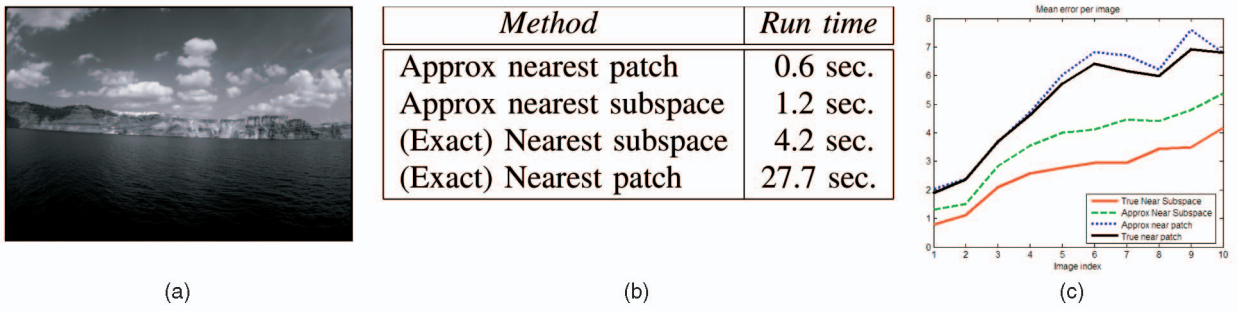 Method Run time
Approx nearest patch 0.6 sec.
Approx nearest subspace 1.2 sec.
(Exact) Nearest subspace 4.2 sec.
(Exact) Nearest patch 27.7 sec.
Mean error per image
8
7
6
5
4
3
2
1
0
True Near Subspace
Approx Near Subspace
Approx near patch
True near patch
1 2 3 4 5 6 7 8 9 10
Image index
(a) (b) (c)